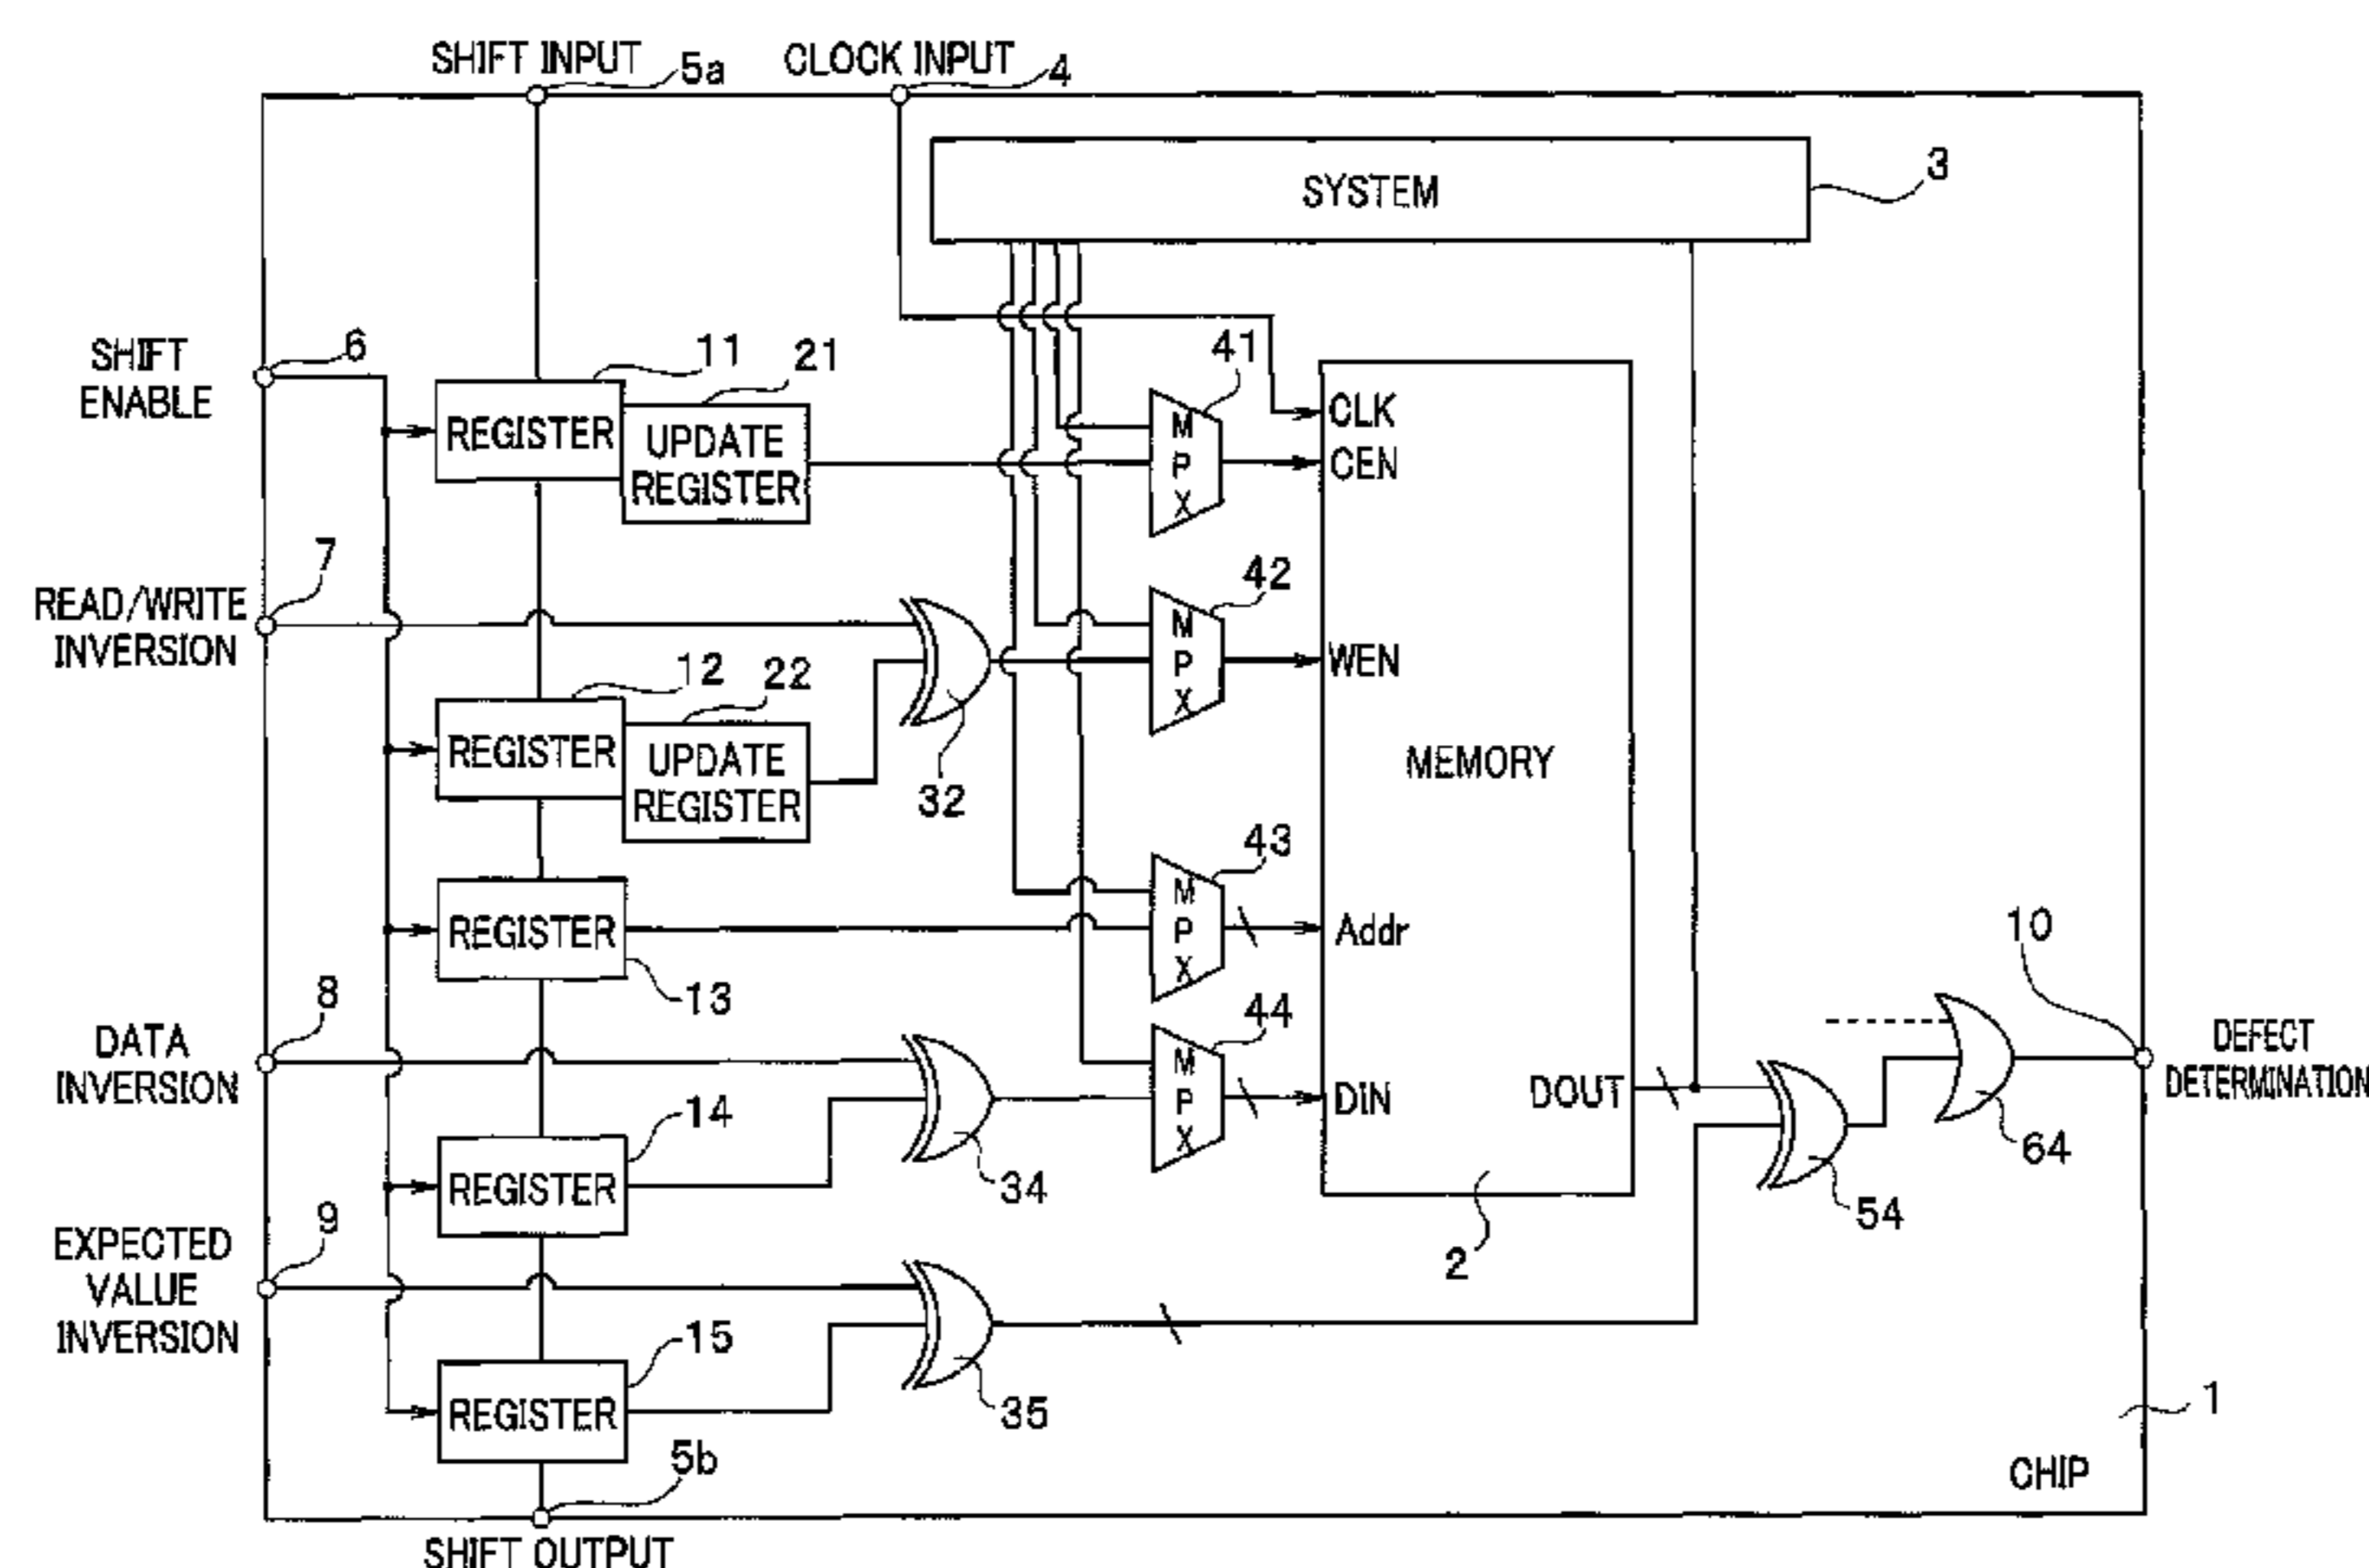 SHIFT INPUT
5a
CLOCK INPUT
4
SYSTEM
3
SHIFT
ENABLE
6
11
REGISTER
21
UPDATE
REGISTER
41
M
P
X
CLK
CEN
READ/WRITE
INVERSION
7
12
REGISTER
22
UPDATE
REGISTER
32
42
M
P
X
WEN
MEMORY
REGISTER
13
43
M
P
X
Addr
10
DEFECT
DETERMINATION
DATA
INVERSION
8
14
REGISTER
34
44
M
P
X
DIN
DOUT
64
54
2
EXPECTED
VALUE
INVERSION
9
15
REGISTER
35
1
CHIP
5b
SHIFT OUTPUT